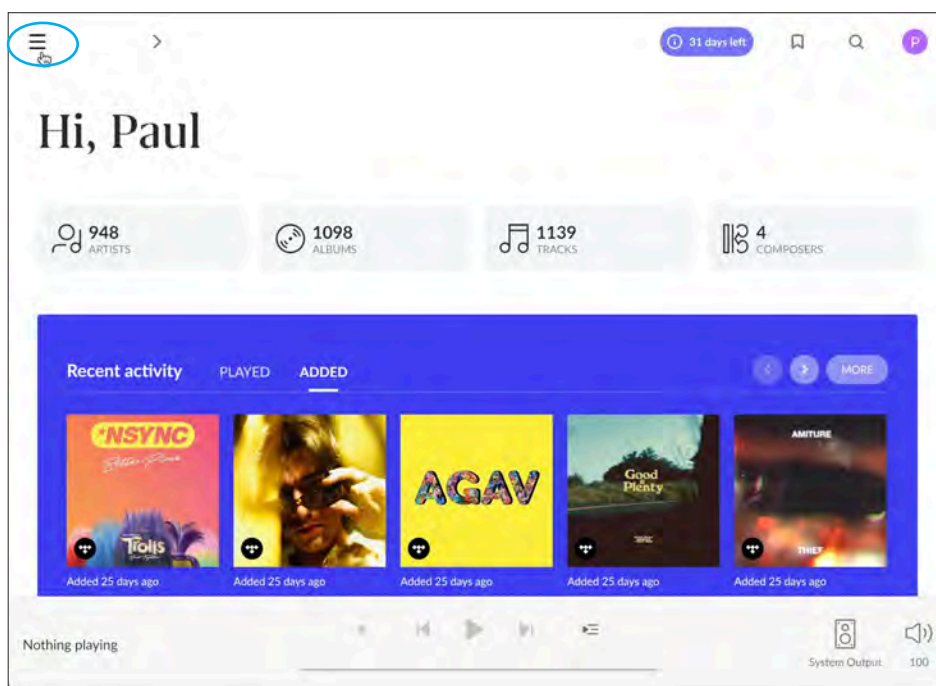 31 days left
P
Hi, Paul
948
ARTISTS
1098
ALBUMS
1139
TRACKS
4
COMPOSERS
Recent activity PLAYED ADDED
MORE
*NSYNC
Better Place
Trolls
AGAV
Good
Plenty
AMITURE
THIEF
Added 25 days ago
Added 25 days ago
Added 25 days ago
Added 25 days ago
Added 25 days ago
Nothing playing
System Output
100